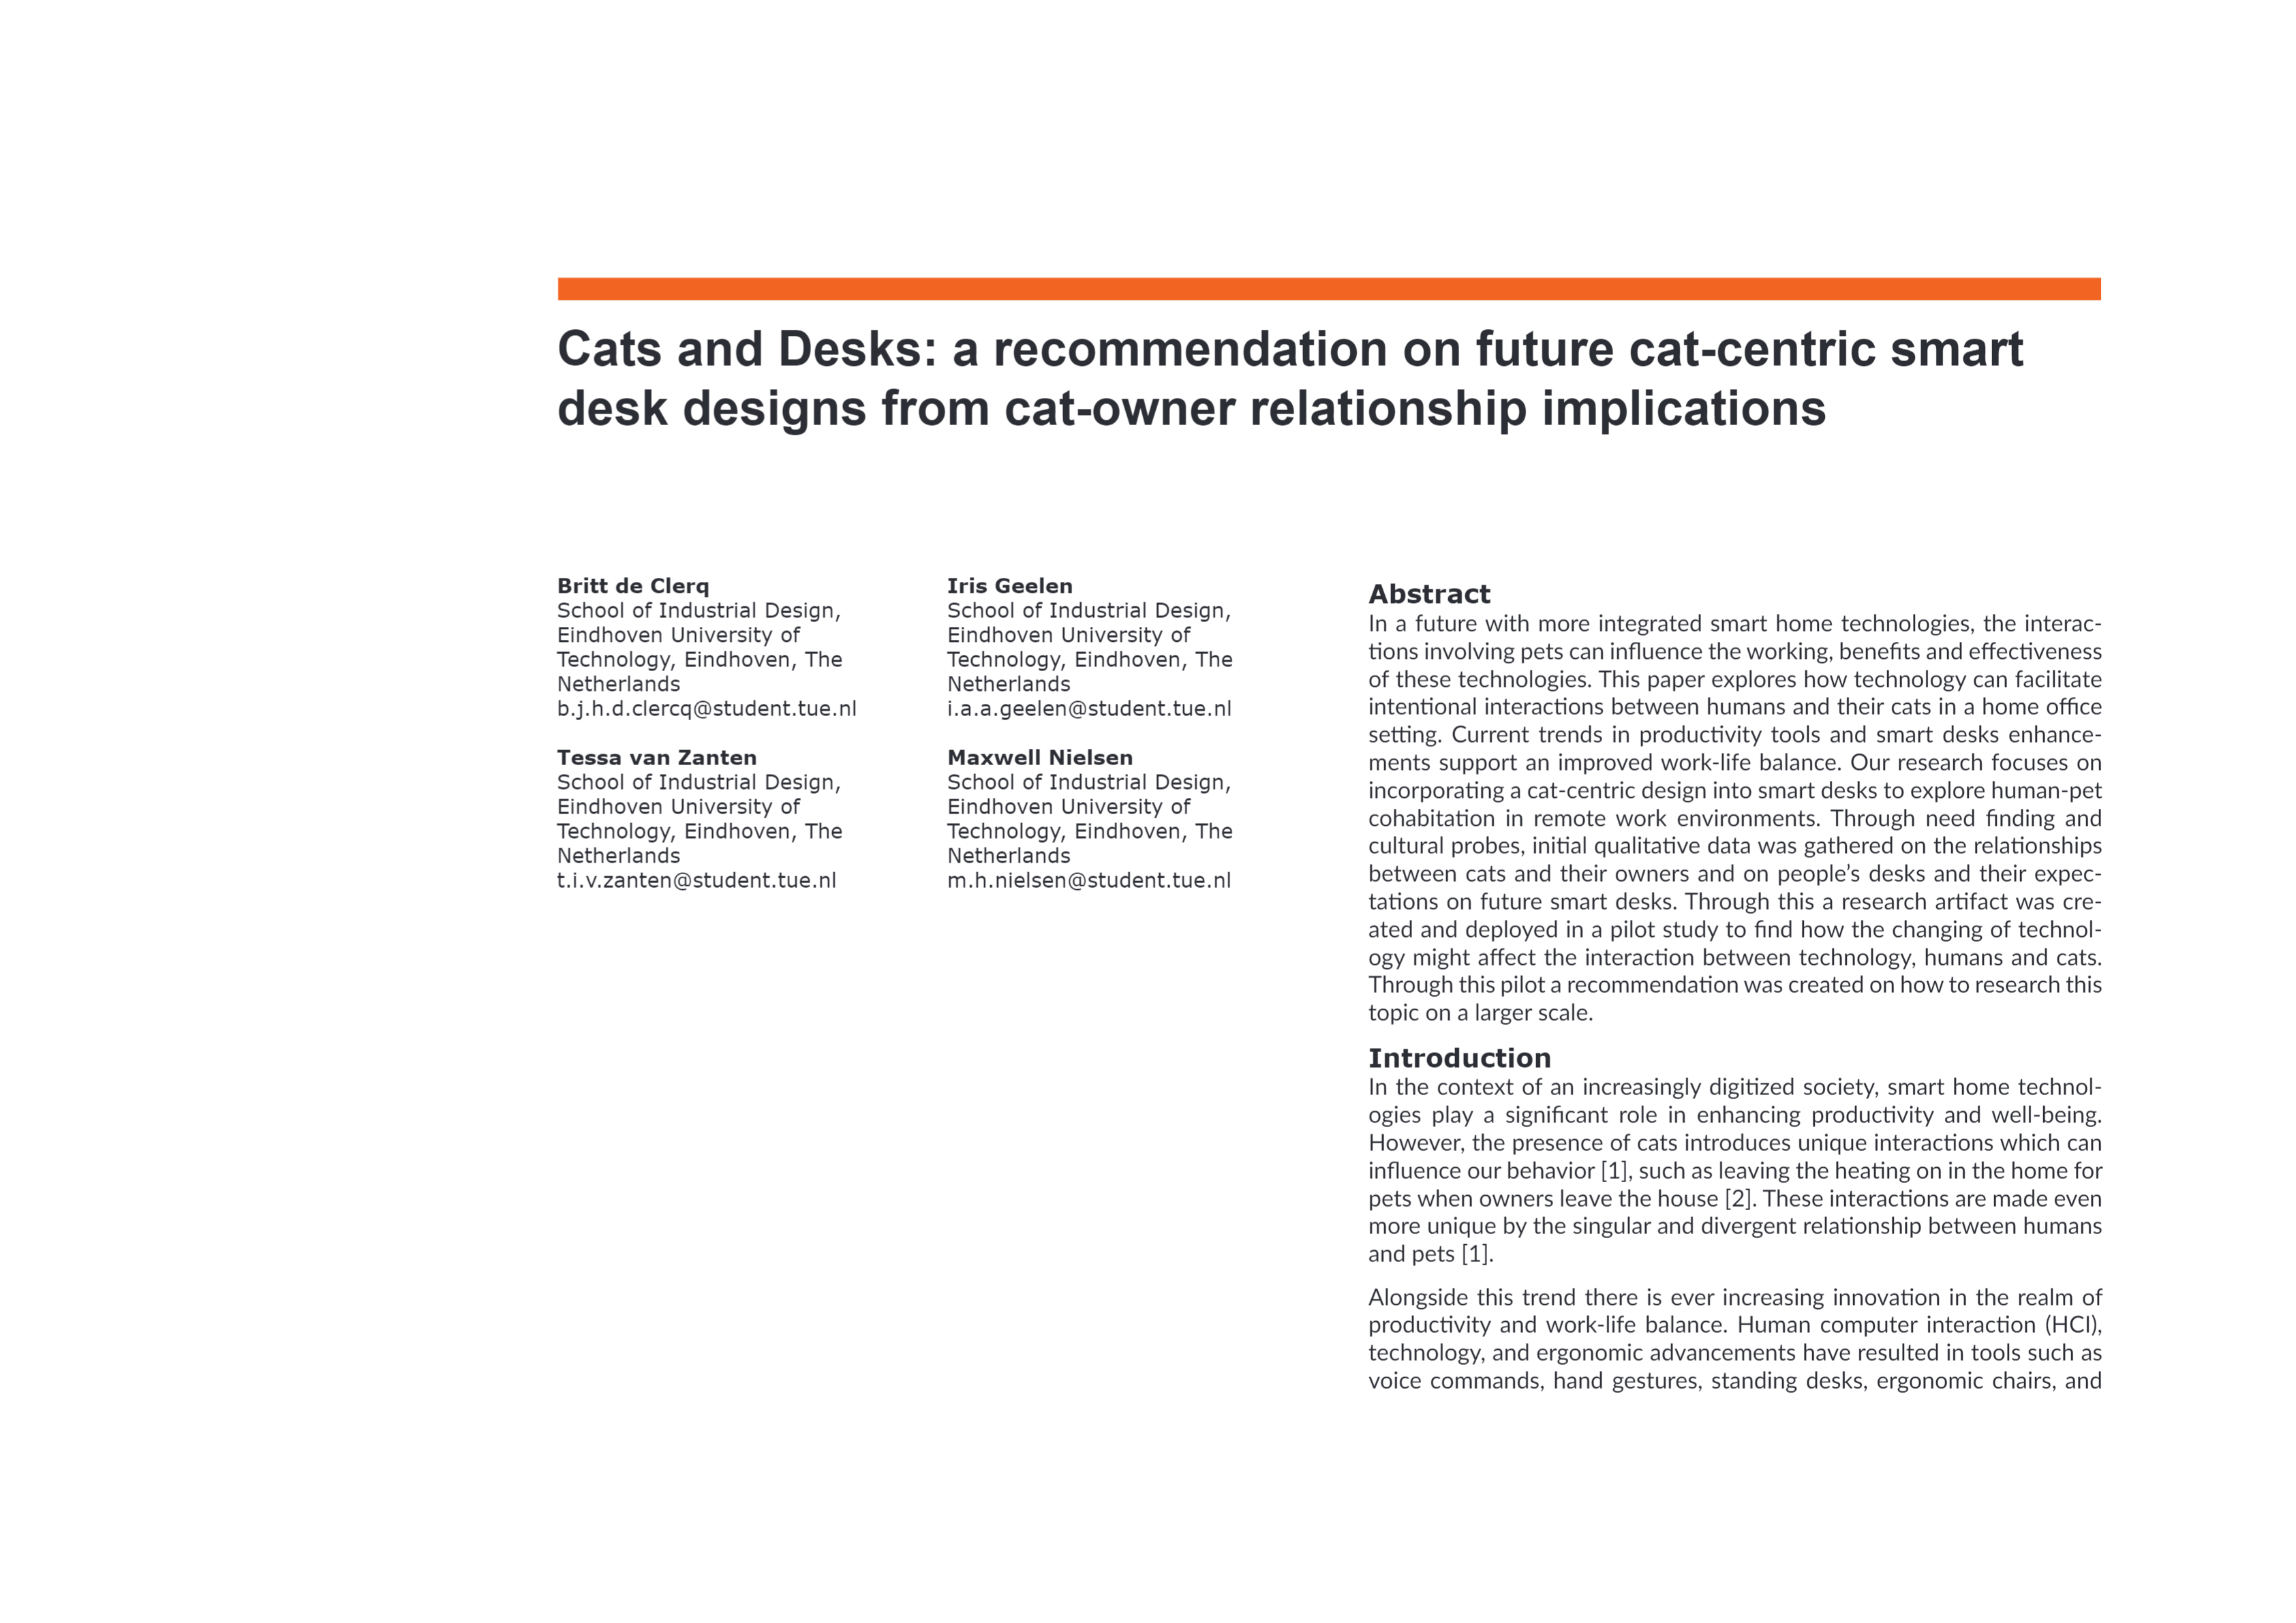 Cats and Desks: a recommendation on future cat-centric smart
desk designs from cat-owner relationship implications
Britt de Clerq
School of Industrial Design,
Eindhoven University of
Technology, Eindhoven, The
Netherlands
b.j.h.d.clercq@student.tue.nl
Tessa van Zanten
School of Industrial Design,
Eindhoven University of
Technology, Eindhoven, The
Netherlands
t.i.v.zanten@student.tue.nl
Iris Geelen
School of Industrial Design,
Eindhoven University of
Technology, Eindhoven, The
Netherlands
i.a.a.geelen@student.tue.nl
Maxwell Nielsen
School of Industrial Design,
Eindhoven University of
Technology, Eindhoven, The
Netherlands
m.h.nielsen@student.tue.nl
Abstract
In a future with more integrated smart home technologies, the interac-
tions involving pets can influence the working, benefits and effectiveness
of these technologies. This paper explores how technology can facilitate
intentional interactions between humans and their cats in a home office
setting. Current trends in productivity tools and smart desks enhance-
ments support an improved work-life balance. Our research focuses on
incorporating a cat-centric design into smart desks to explore human-pet
cohabitation in remote work environments. Through need finding and
cultural probes, initial qualitative data was gathered on the relationships
between cats and their owners and on people’s desks and their expec-
tations on future smart desks. Through this a research artifact was cre-
ated and deployed in a pilot study to find how the changing of technol-
ogy might affect the interaction between technology, humans and cats.
Through this pilot a recommendation was created on how to research this
topic on a larger scale.
Introduction
In the context of an increasingly digitized society, smart home technol-
ogies play a significant role in enhancing productivity and well-being.
However, the presence of cats introduces unique interactions which can
influence our behavior [1], such as leaving the heating on in the home for
pets when owners leave the house [2]. These interactions are made even
more unique by the singular and divergent relationship between humans
and pets [1].
Alongside this trend there is ever increasing innovation in the realm of
productivity and work-life balance. Human computer interaction (HCI),
technology, and ergonomic advancements have resulted in tools such as
voice commands, hand gestures, standing desks, ergonomic chairs, and